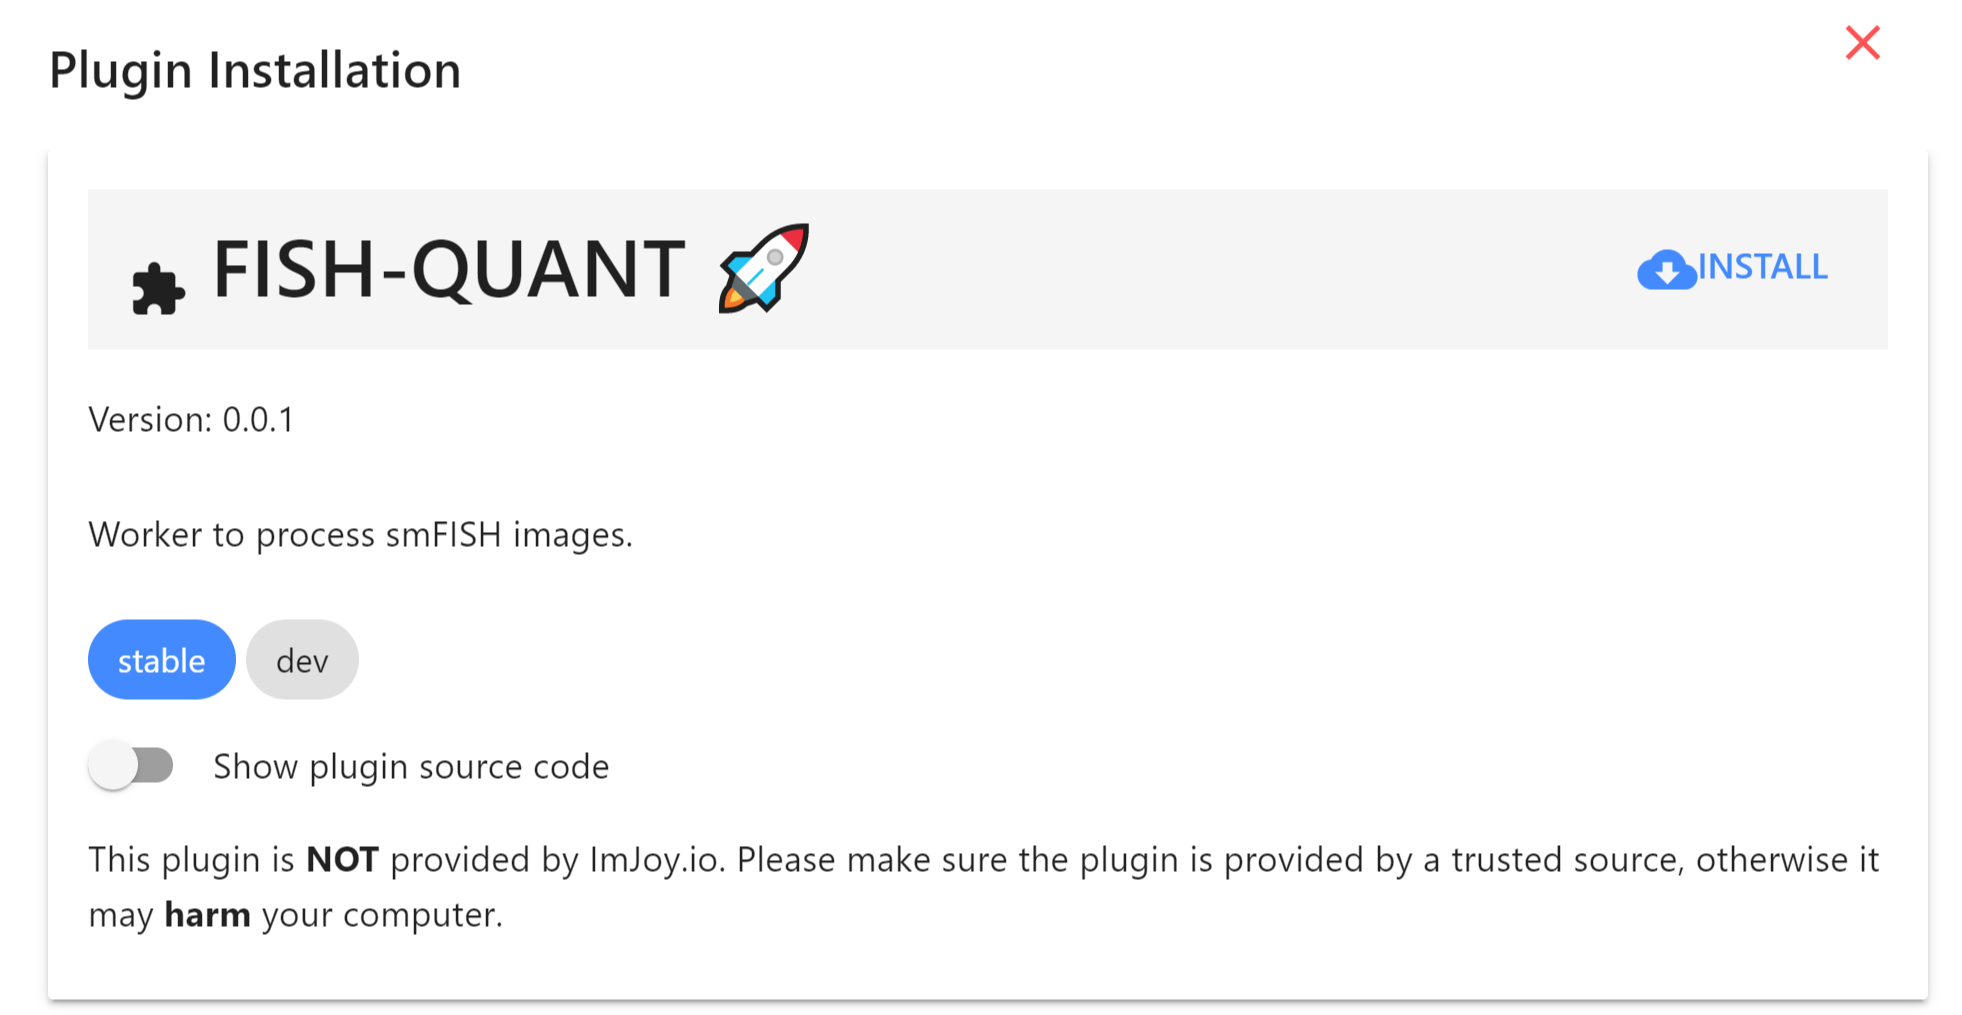 Plugin Installation
FISH-QUANT 🚀
INSTALL
Version: 0.0.1
Worker to process smFISH images.
stable
dev
Show plugin source code
This plugin is NOT provided by ImJoy.io. Please make sure the plugin is provided by a trusted source, otherwise it
may harm your computer.